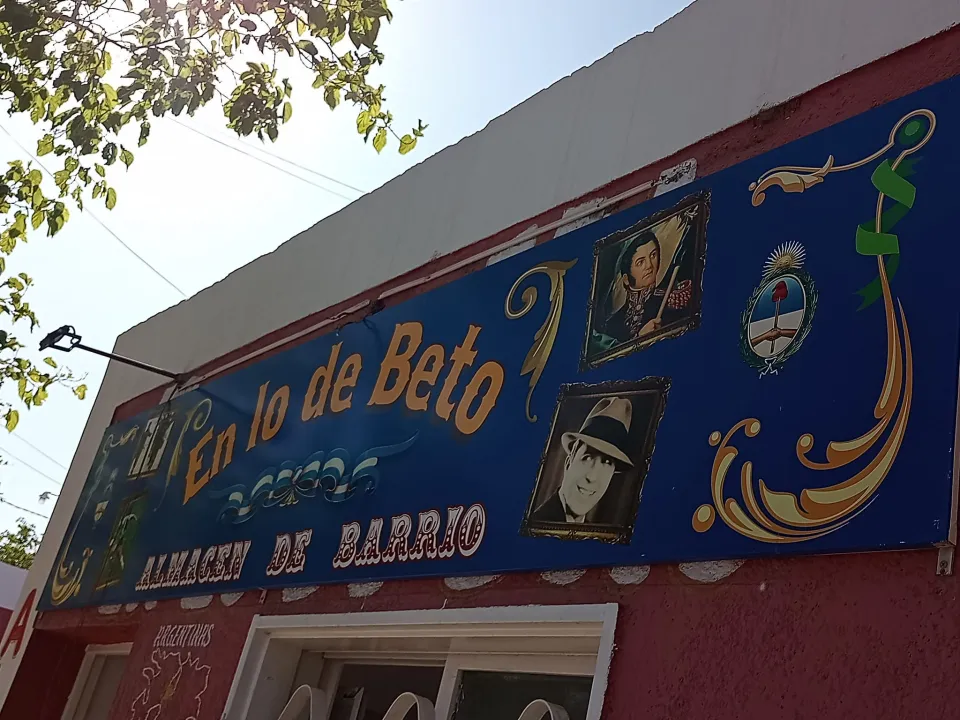 En lo de Beto
ALMACEN DE BARRIO
ARGENTINAS
A